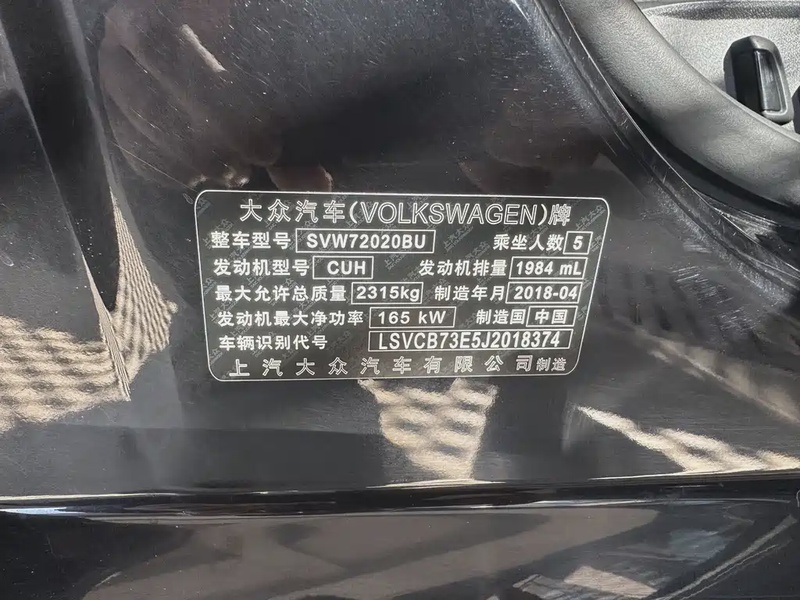 大众汽车(VOLKSWAGEN)牌
整车型号 SVW72020BU 乘坐人数 5
发动机型号 CUH 发动机排量 1984 mL
最大允许总质量 2315kg 制造年月 2018-04
发动机最大净功率 165 kW 制造国 中国
车辆识别代号 LSVCB73E5J2018374
上汽大众汽车有限公司制造